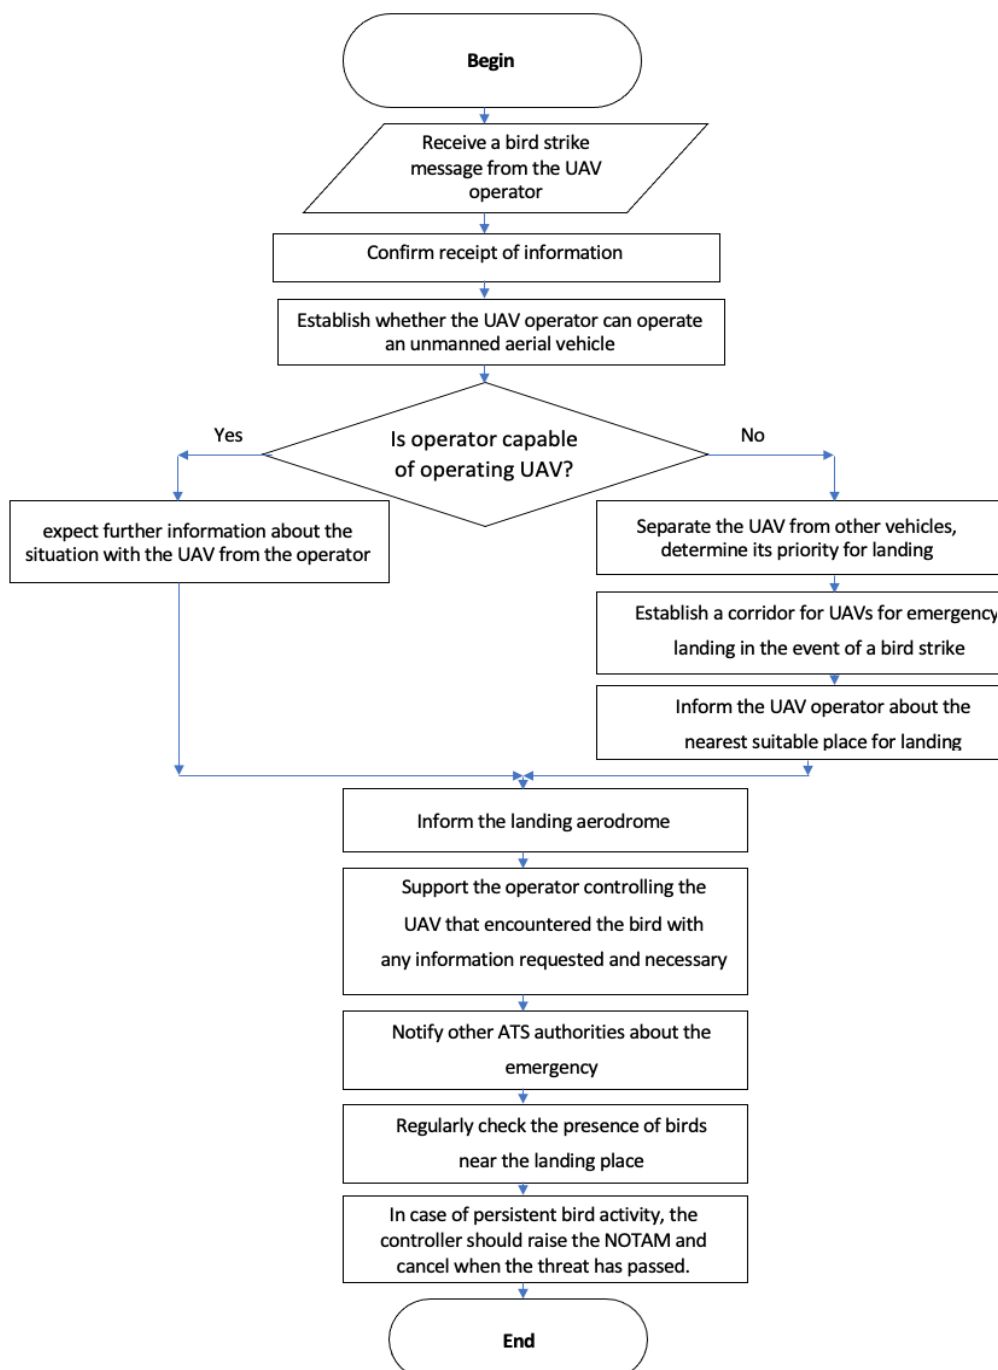 Begin
Receive a bird strike
message from the UAV
operator
Confirm receipt of information
Establish whether the UAV operator can operate
an unmanned aerial vehicle
Is operator capable
of operating UAV?
Yes
No
expect further information about the
situation with the UAV from the operator
Separate the UAV from other vehicles,
determine its priority for landing
Establish a corridor for UAVs for emergency
landing in the event of a bird strike
Inform the UAV operator about the
nearest suitable place for landing
Inform the landing aerodrome
Support the operator controlling the
UAV that encountered the bird with
any information requested and necessary
Notify other ATS authorities about the
emergency
Regularly check the presence of birds
near the landing place
In case of persistent bird activity, the
controller should raise the NOTAM and
cancel when the threat has passed.
End